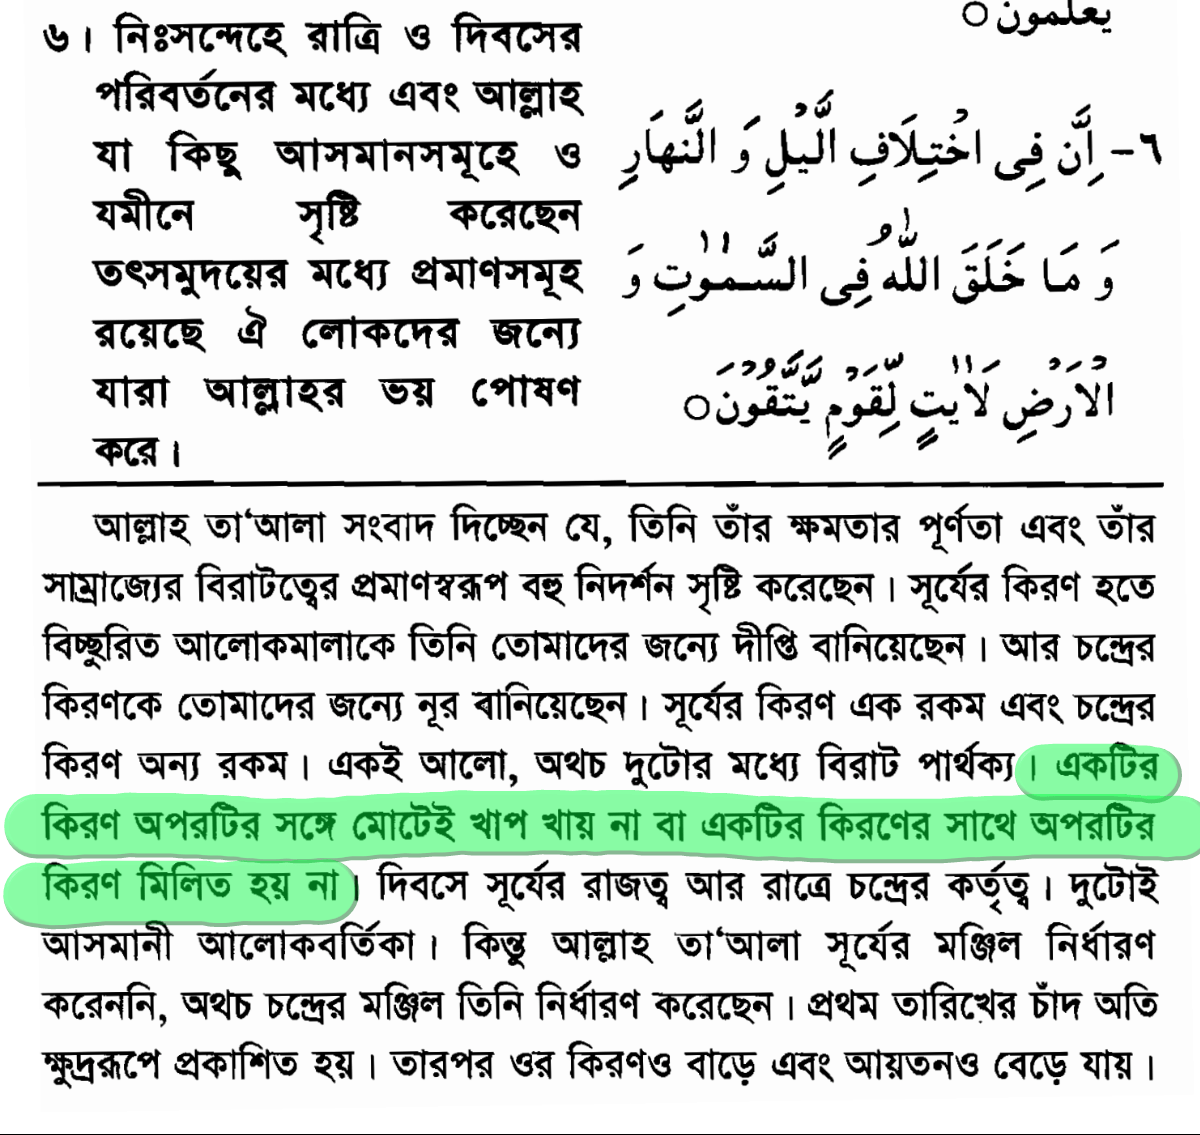 ৬। নিঃসন্দেহে রাত্রি ও দিবসের
পরিবর্তনের মধ্যে এবং আল্লাহ
যা কিছু আসমানসমূহে ও
যমীনে সৃষ্টি করেছেন
তৎসমুদয়ের মধ্যে প্রমাণসমূহ
রয়েছে ঐ লোকদের জন্যে
যারা আল্লাহর ভয় পোষণ
করে।
يعلمون ○
٦- اِنَّ فِى اخْتِلَافِ الَّيْلِ وَ النَّهَارِ
وَ مَا خَلَقَ اللّٰهُ فِى السَّمٰوٰتِ وَ
الْاَرْضِ لَاٰيٰتٍ لِّقَوْمٍ يَّتَّقُوْنَ ○
আল্লাহ তা‘আলা সংবাদ দিচ্ছেন যে, তিনি তাঁর ক্ষমতার পূর্ণতা এবং তাঁর
সাম্রাজ্যের বিরাটত্বের প্রমাণস্বরূপ বহু নিদর্শন সৃষ্টি করেছেন। সূর্যের কিরণ হতে
বিচ্ছুরিত আলোকমালাকে তিনি তোমাদের জন্যে দীপ্তি বানিয়েছেন। আর চন্দ্রের
কিরণকে তোমাদের জন্যে নূর বানিয়েছেন। সূর্যের কিরণ এক রকম এবং চন্দ্রের
কিরণ অন্য রকম। একই আলো, অথচ দুটোর মধ্যে বিরাট পার্থক্য। একটির
কিরণ অপরটির সঙ্গে মোটেই খাপ খায় না বা একটির কিরণের সাথে অপরটির
কিরণ মিলিত হয় না। দিবসে সূর্যের রাজত্ব আর রাত্রে চন্দ্রের কর্তৃত্ব। দুটোই
আসমানী আলোকবর্তিকা। কিন্তু আল্লাহ তা‘আলা সূর্যের মঞ্জিল নির্ধারণ
করেননি, অথচ চন্দ্রের মঞ্জিল তিনি নির্ধারণ করেছেন। প্রথম তারিখের চাঁদ অতি
ক্ষুদ্ররূপে প্রকাশিত হয়। তারপর ওর কিরণও বাড়ে এবং আয়তনও বেড়ে যায়।